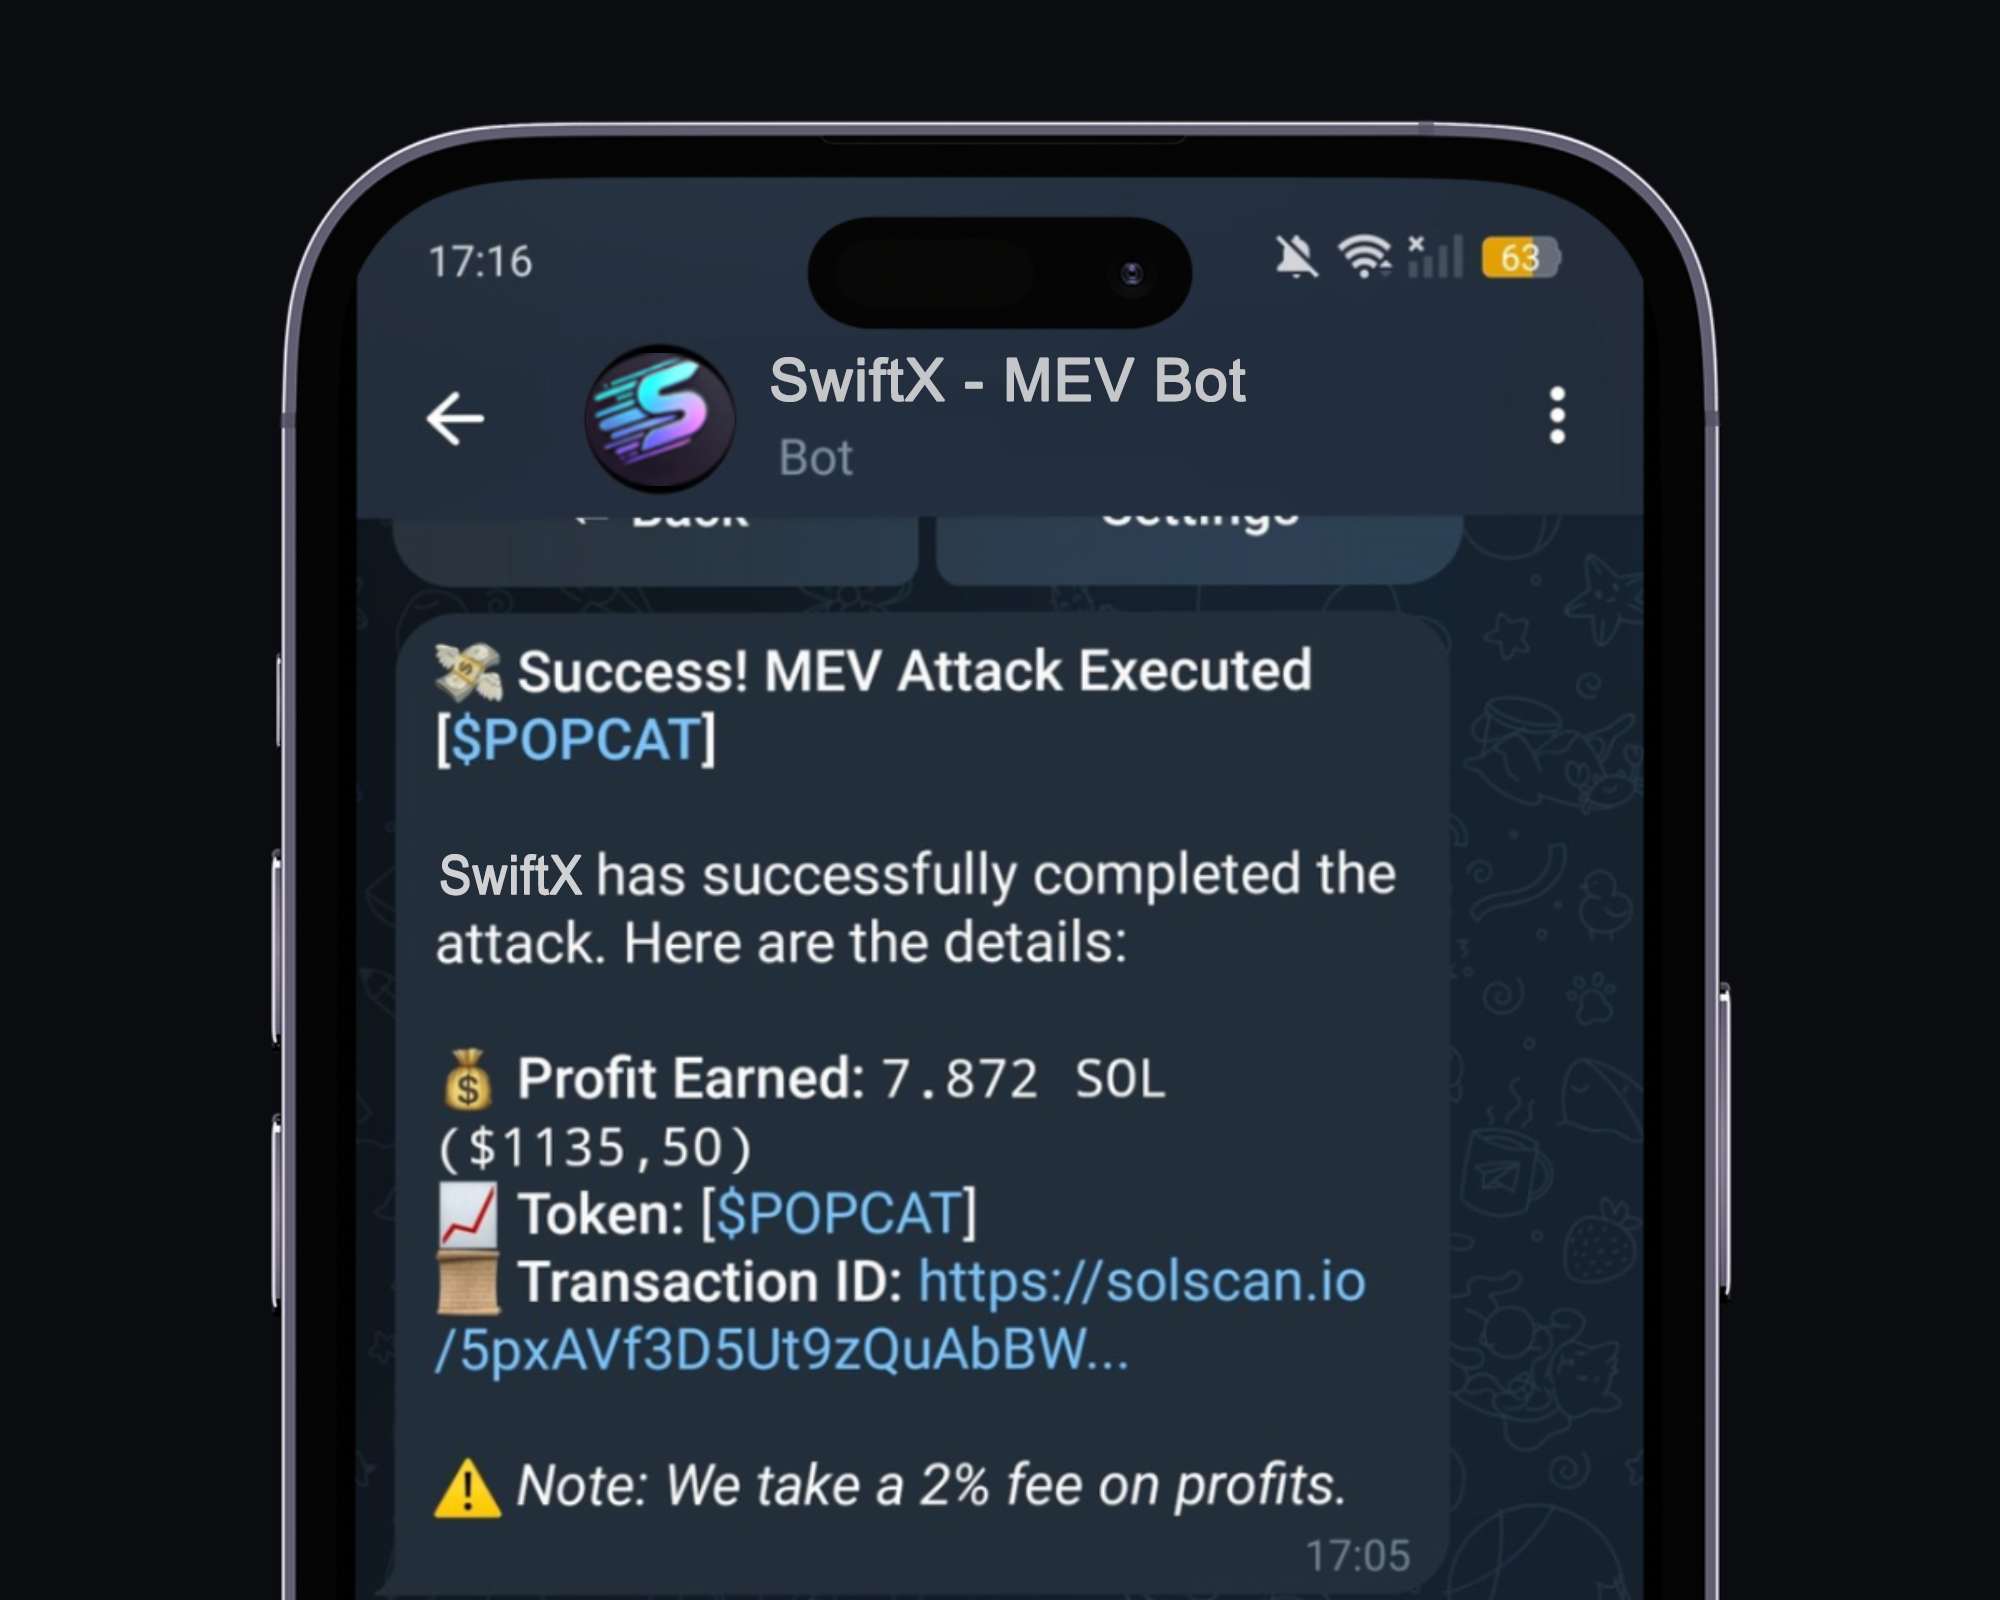 17:16
63
SwiftX - MEV Bot
Bot
← Back
Settings
💸 Success! MEV Attack Executed
[$POPCAT]
SwiftX has successfully completed the
attack. Here are the details:
💰 Profit Earned: 7.872 SOL
($1135,50)
📈 Token: [$POPCAT]
📜 Transaction ID: https://solscan.io
/5pxAVf3D5Ut9zQuAbBW...
⚠️ Note: We take a 2% fee on profits.
17:05